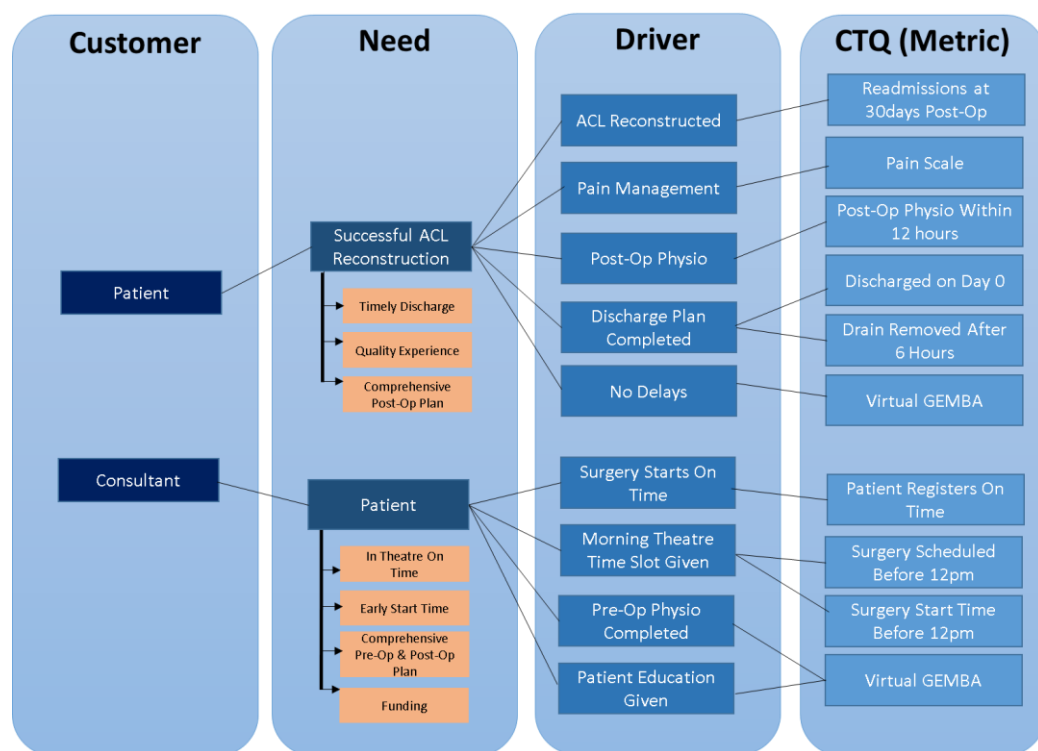 Customer
Need
Driver
CTQ (Metric)
Patient
Successful ACL
Reconstruction
Timely Discharge
Quality Experience
Comprehensive
Post-Op Plan
ACL Reconstructed
Pain Management
Post-Op Physio
Discharge Plan
Completed
No Delays
Readmissions at
30days Post-Op
Pain Scale
Post-Op Physio Within
12 hours
Discharged on Day 0
Drain Removed After
6 Hours
Virtual GEMBA
Consultant
Patient
In Theatre On
Time
Early Start Time
Comprehensive
Pre-Op & Post-Op
Plan
Funding
Surgery Starts On
Time
Morning Theatre
Time Slot Given
Pre-Op Physio
Completed
Patient Education
Given
Patient Registers On
Time
Surgery Scheduled
Before 12pm
Surgery Start Time
Before 12pm
Virtual GEMBA